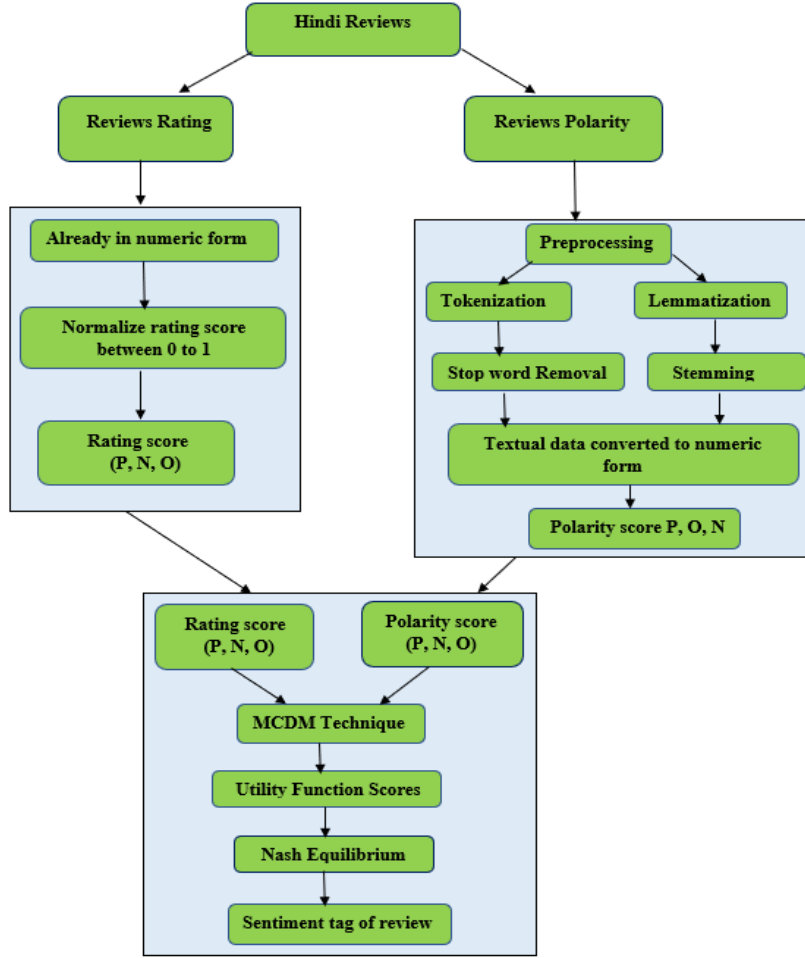 Hindi Reviews
Reviews Rating
Reviews Polarity
Already in numeric form
Normalize rating score
between 0 to 1
Rating score
(P, N, O)
Preprocessing
Tokenization
Lemmatization
Stop word Removal
Stemming
Textual data converted to numeric
form
Polarity score P, O, N
Rating score
(P, N, O)
Polarity score
(P, N, O)
MCDM Technique
Utility Function Scores
Nash Equilibrium
Sentiment tag of review